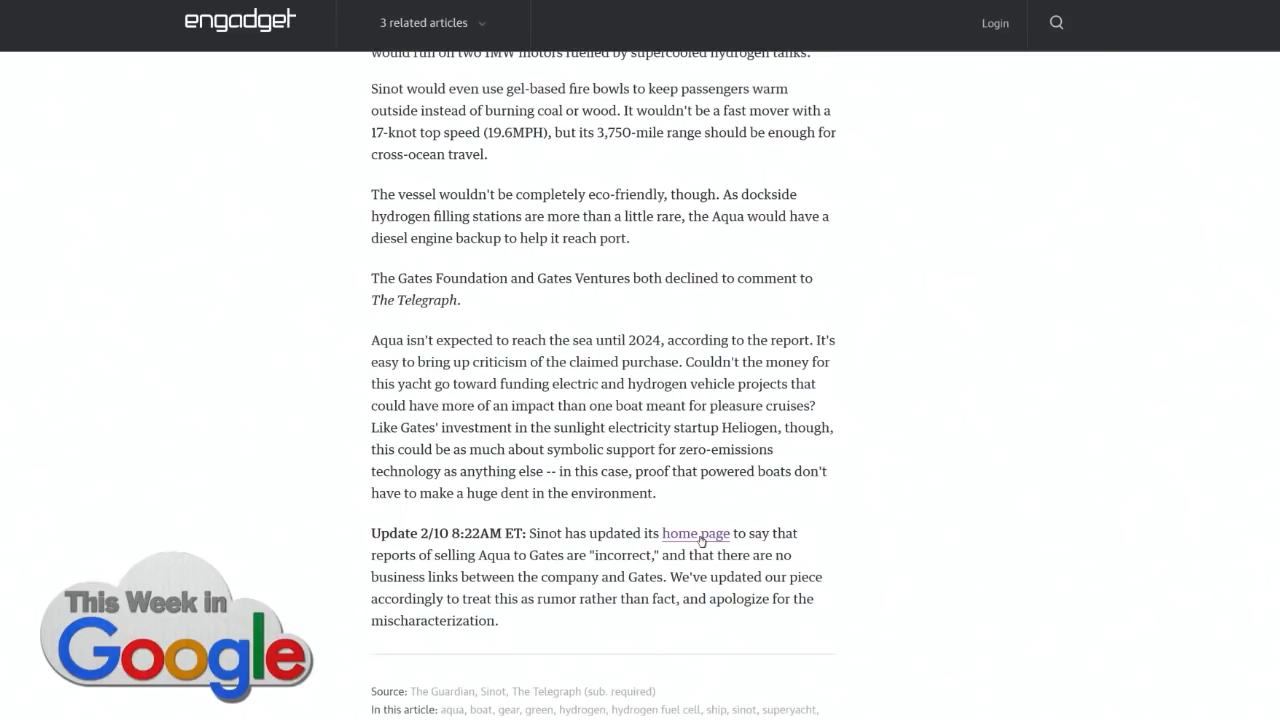 engadget
3 related articles
Login
would run on two 1MW motors fuelled by supercooled hydrogen tanks.
Sinot would even use gel-based fire bowls to keep passengers warm
outside instead of burning coal or wood. It wouldn't be a fast mover with a
17-knot top speed (19.6MPH), but its 3,750-mile range should be enough for
cross-ocean travel.
The vessel wouldn't be completely eco-friendly, though. As dockside
hydrogen filling stations are more than a little rare, the Aqua would have a
diesel engine backup to help it reach port.
The Gates Foundation and Gates Ventures both declined to comment to
The Telegraph.
Aqua isn't expected to reach the sea until 2024, according to the report. It's
easy to bring up criticism of the claimed purchase. Couldn't the money for
this yacht go toward funding electric and hydrogen vehicle projects that
could have more of an impact than one boat meant for pleasure cruises?
Like Gates' investment in the sunlight electricity startup Heliogen, though,
this could be as much about symbolic support for zero-emissions
technology as anything else -- in this case, proof that powered boats don't
have to make a huge dent in the environment.
Update 2/10 8:22AM ET: Sinot has updated its home page to say that
reports of selling Aqua to Gates are "incorrect," and that there are no
business links between the company and Gates. We've updated our piece
accordingly to treat this as rumor rather than fact, and apologize for the
mischaracterization.
This Week in
Google
Source: The Guardian, Sinot, The Telegraph (sub. required)
In this article: aqua, boat, gear, green, hydrogen, hydrogen fuel cell, ship, sinot, superyacht,